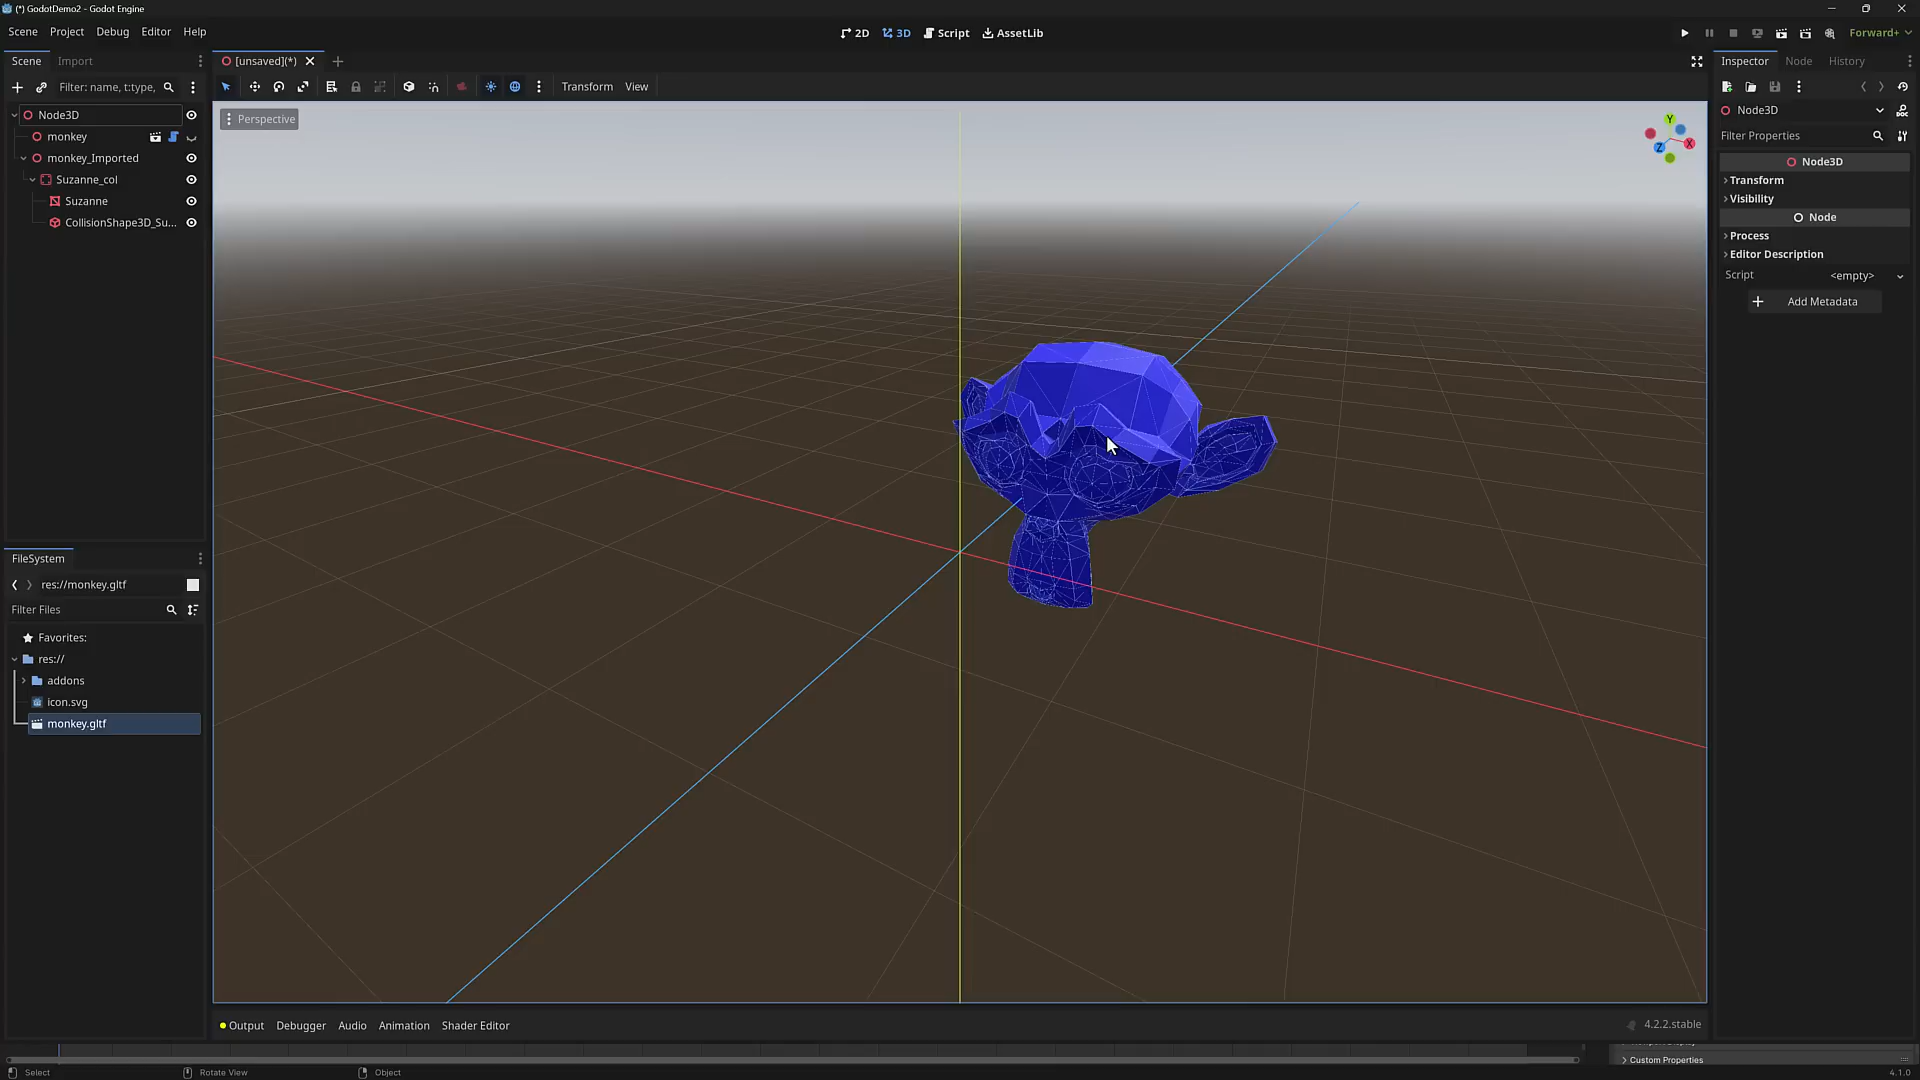 (*) GodotDemo2 - Godot Engine
Scene Project Debug Editor Help
2D 3D Script AssetLib
Forward+
Scene Import
Filter: name, t:type,
Node3D
monkey
monkey_Imported
Suzanne_col
Suzanne
CollisionShape3D_Su...
[unsaved](*)
Transform View
Perspective
Y
X
Z
FileSystem
res://monkey.gltf
Filter Files
Favorites:
res://
addons
icon.svg
monkey.gltf
Output Debugger Audio Animation Shader Editor
4.2.2.stable
Inspector Node History
Node3D
Filter Properties
Node3D
Transform
Visibility
Node
Process
Editor Description
Script <empty>
Add Metadata
Custom Properties
Select Rotate View Object
4.1.0